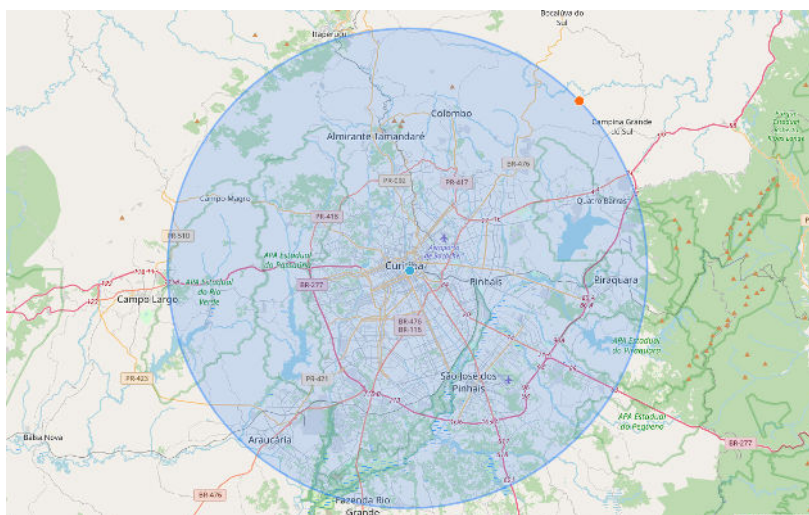 Bocaiúva do
Sul
Itaperuçu
Colombo
Campina Grande
do Sul
Almirante Tamandaré
BR-476
PR-092
PR-417
Campo Magro
Quatro Barras
PR-418
PR-510
Curitiba
Pinhais
Piraquara
APA Estadual
do Passaúna
APA Estadual
do Rio
Verde
BR-277
Campo Largo
BR-476
BR-116
APA Estadual
do Piraquara
São José dos
Pinhais
PR-423
PR-421
APA Estadual
do Pequeno
Araucária
BR-277
Balsa Nova
BR-476
Fazenda Rio
Grande